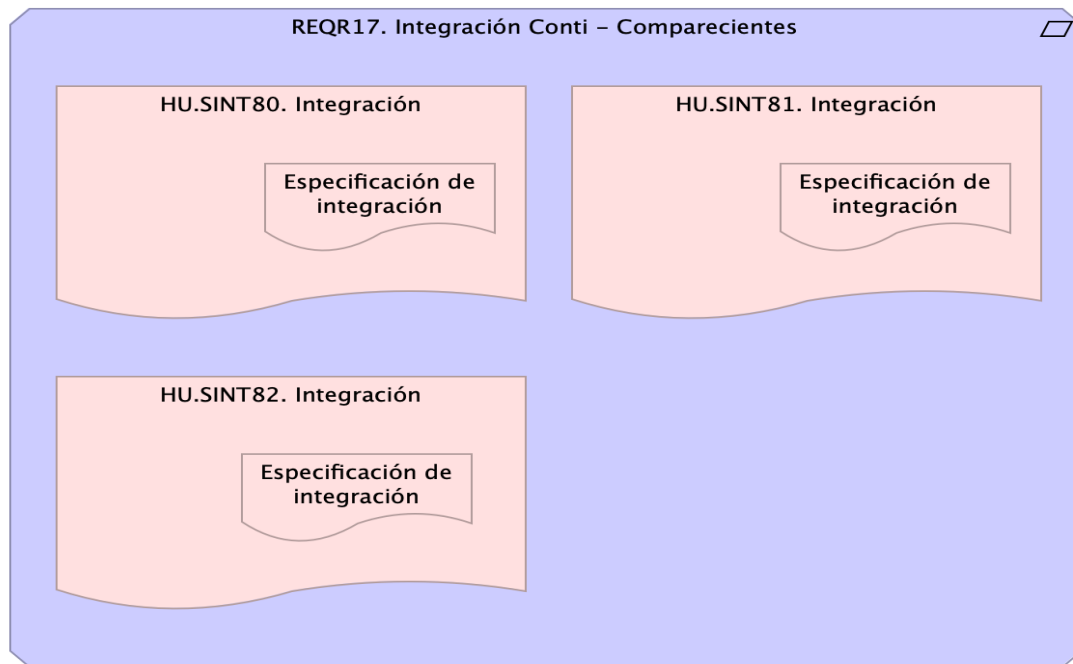 REQR17. Integración Conti – Comparecientes
HU.SINT80. Integración
Especificación de
integración
HU.SINT81. Integración
Especificación de
integración
HU.SINT82. Integración
Especificación de
integración